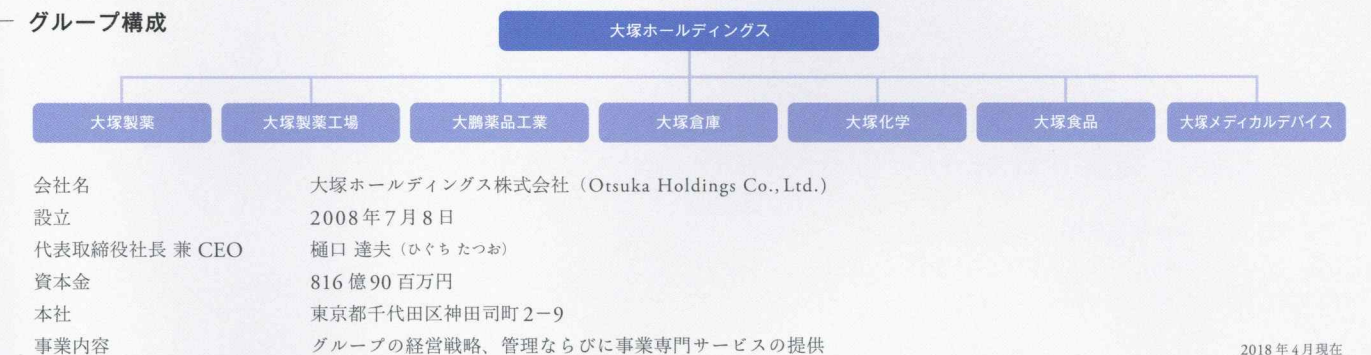 グループ構成
大塚ホールディングス
大塚製薬 大塚製薬工場 大鵬薬品工業 大塚倉庫 大塚化学 大塚食品 大塚メディカルデバイス
会社名 大塚ホールディングス株式会社（Otsuka Holdings Co.,Ltd.）
設立 2008年7月8日
代表取締役社長 兼 CEO 樋口 達夫（ひぐち たつお）
資本金 816億90百万円
本社 東京都千代田区神田司町2－9
事業内容 グループの経営戦略、管理ならびに事業専門サービスの提供
2018年4月現在